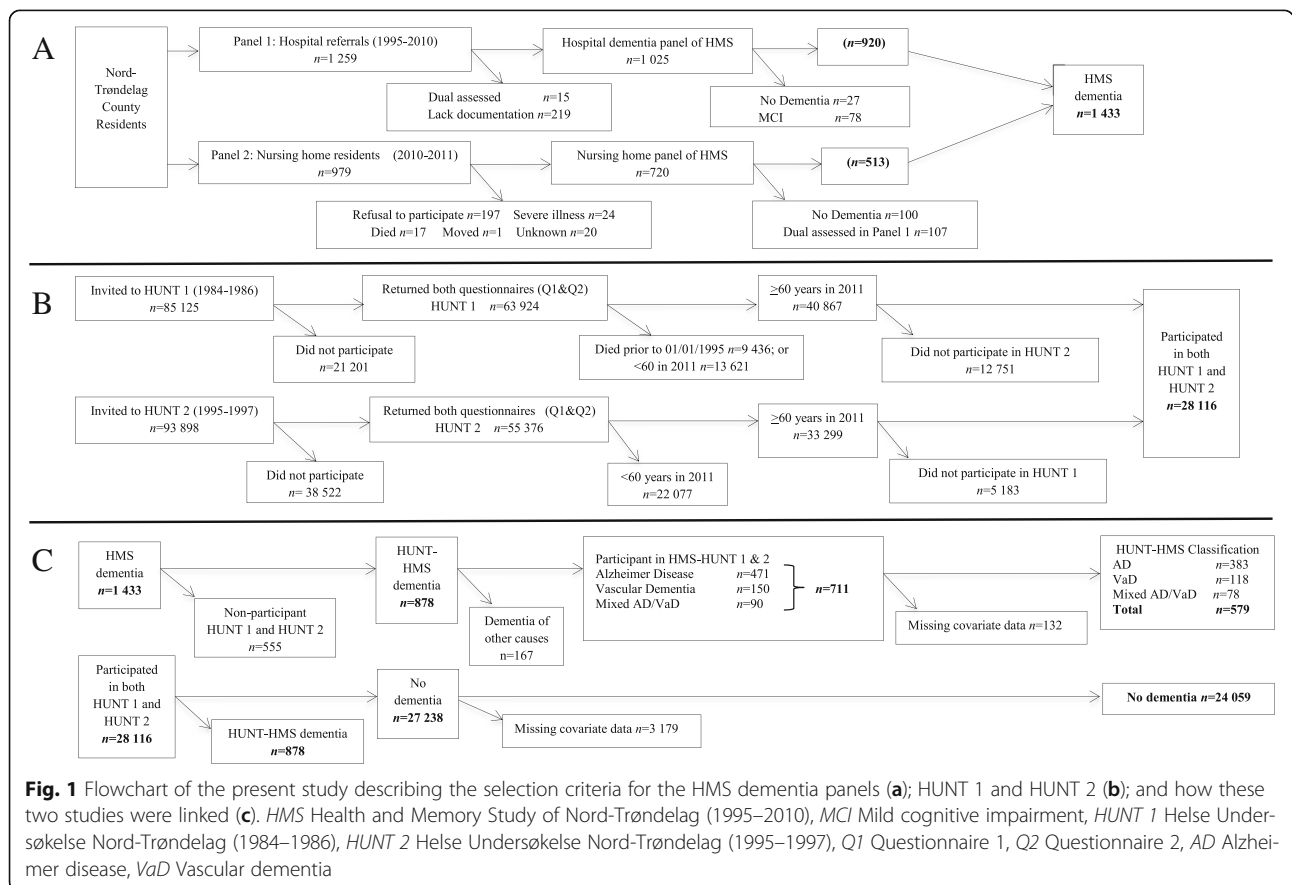 A
Nord-
Trøndelag
County
Residents
Panel 1: Hospital referrals (1995-2010)
n=1 259
Hospital dementia panel of HMS
n=1 025
(n=920)
HMS
dementia
n=1 433
Dual assessed n=15
Lack documentation n=219
No Dementia n=27
MCI n=78
Panel 2: Nursing home residents (2010-2011)
n=979
Nursing home panel of HMS
n=720
(n=513)
Refusal to participate n=197 Severe illness n=24
Died n=17 Moved n=1 Unknown n=20
No Dementia n=100
Dual assessed in Panel 1 n=107
B
Invited to HUNT 1 (1984-1986)
n=85 125
Returned both questionnaires (Q1&Q2)
HUNT 1 n=63 924
≥60 years in 2011
n=40 867
Participated
in both
HUNT 1 and
HUNT 2
n=28 116
Did not participate
n=21 201
Died prior to 01/01/1995 n=9 436; or
<60 in 2011 n=13 621
Did not participate in HUNT 2
n=12 751
Invited to HUNT 2 (1995-1997)
n=93 898
Returned both questionnaires (Q1&Q2)
HUNT 2 n=55 376
≥60 years in 2011
n=33 299
Did not participate
n= 38 522
<60 years in 2011
n=22 077
Did not participate in HUNT 1
n=5 183
C
HMS
dementia
n=1 433
HUNT-
HMS
dementia
n=878
Participant in HMS-HUNT 1 & 2
Alzheimer Disease n=471
Vascular Dementia n=150
Mixed AD/VaD n=90
n=711
HUNT-HMS Classification
AD n=383
VaD n=118
Mixed AD/VaD n=78
Total n=579
Non-participant
HUNT 1 and HUNT 2
n=555
Dementia of
other causes
n=167
Missing covariate data n=132
Participated
in both
HUNT 1 and
HUNT 2
n=28 116
No
dementia
n=27 238
No dementia n=24 059
HUNT-HMS dementia
n=878
Missing covariate data n=3 179
Fig. 1 Flowchart of the present study describing the selection criteria for the HMS dementia panels (a); HUNT 1 and HUNT 2 (b); and how these
two studies were linked (c). HMS Health and Memory Study of Nord-Trøndelag (1995–2010), MCI Mild cognitive impairment, HUNT 1 Helse Under-
søkelse Nord-Trøndelag (1984–1986), HUNT 2 Helse Undersøkelse Nord-Trøndelag (1995–1997), Q1 Questionnaire 1, Q2 Questionnaire 2, AD Alzhei-
mer disease, VaD Vascular dementia